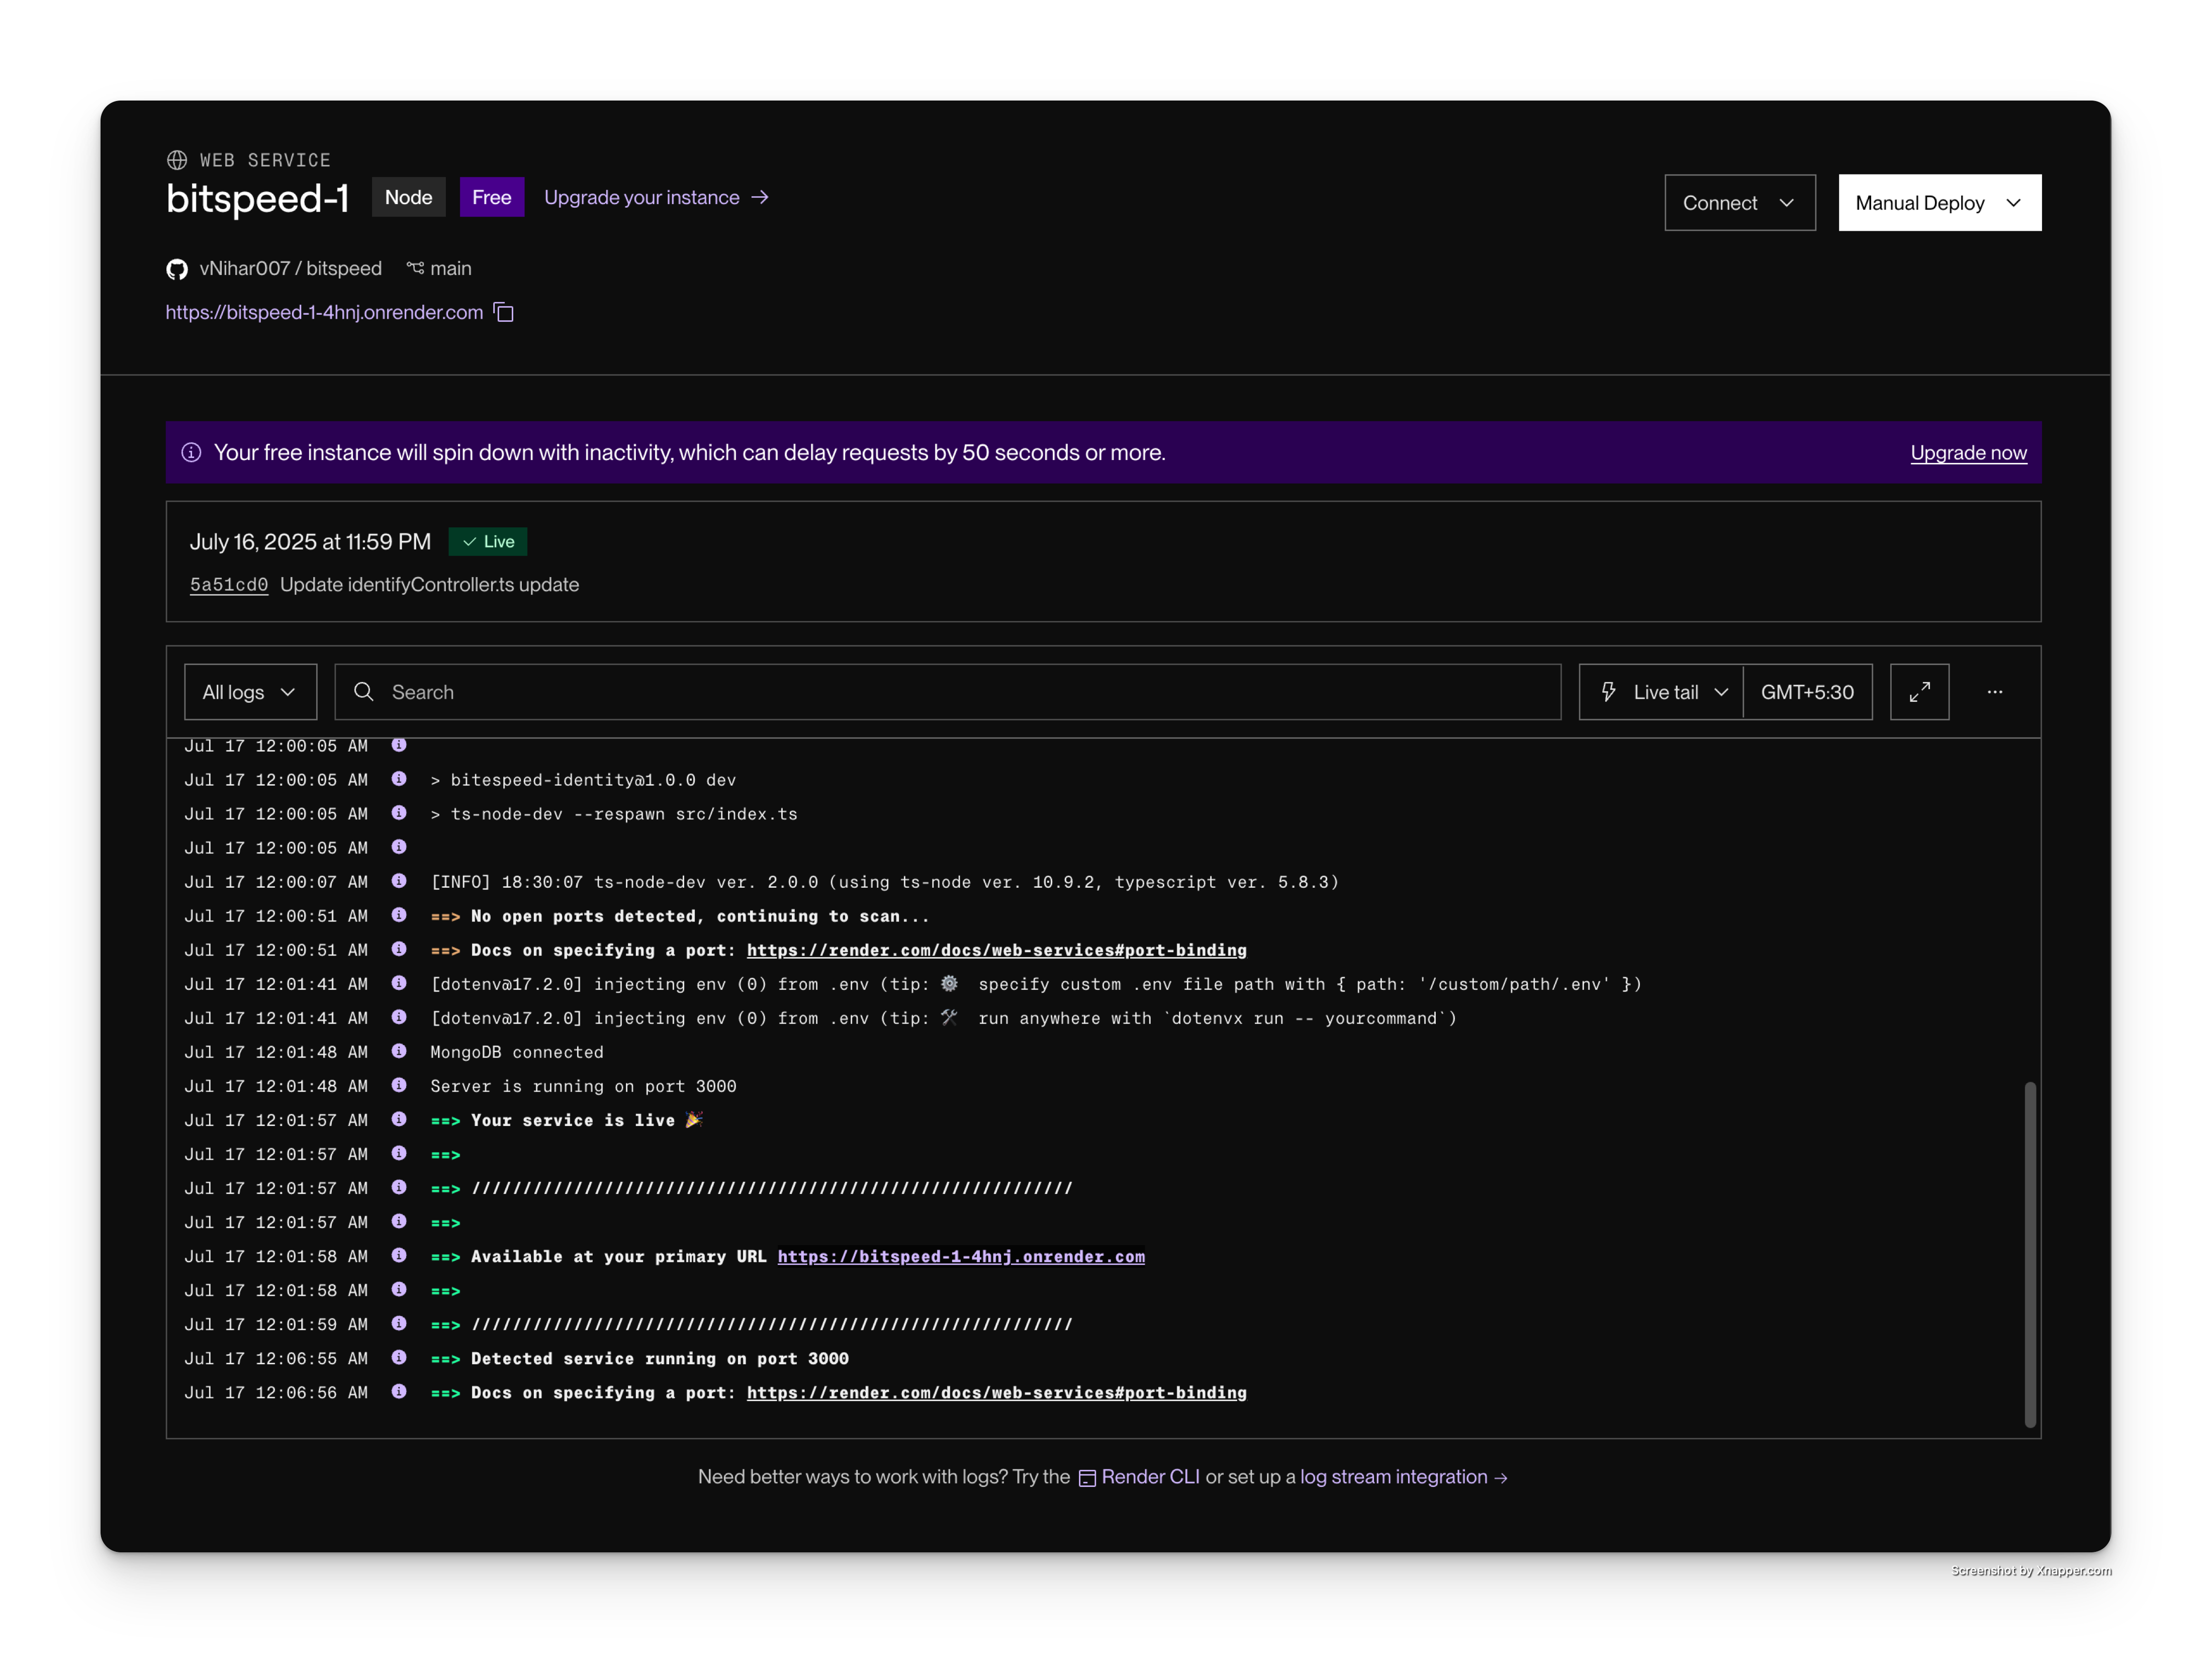 WEB SERVICE
bitspeed-1 Node Free Upgrade your instance →
Connect Manual Deploy
vNihar007 / bitspeed main
https://bitspeed-1-4hnj.onrender.com
Your free instance will spin down with inactivity, which can delay requests by 50 seconds or more. Upgrade now
July 16, 2025 at 11:59 PM ✓ Live
5a51cd0 Update identifyController.ts update
All logs Search Live tail GMT+5:30 ...
Jul 17 12:00:05 AM
Jul 17 12:00:05 AM > bitespeed-identity@1.0.0 dev
Jul 17 12:00:05 AM > ts-node-dev --respawn src/index.ts
Jul 17 12:00:05 AM
Jul 17 12:00:07 AM [INFO] 18:30:07 ts-node-dev ver. 2.0.0 (using ts-node ver. 10.9.2, typescript ver. 5.8.3)
Jul 17 12:00:51 AM ==> No open ports detected, continuing to scan...
Jul 17 12:00:51 AM ==> Docs on specifying a port: https://render.com/docs/web-services#port-binding
Jul 17 12:01:41 AM [dotenv@17.2.0] injecting env (0) from .env (tip: ⚙️ specify custom .env file path with { path: '/custom/path/.env' })
Jul 17 12:01:41 AM [dotenv@17.2.0] injecting env (0) from .env (tip: 🛠️ run anywhere with `dotenvx run -- yourcommand`)
Jul 17 12:01:48 AM MongoDB connected
Jul 17 12:01:48 AM Server is running on port 3000
Jul 17 12:01:57 AM ==> Your service is live 🎉
Jul 17 12:01:57 AM ==>
Jul 17 12:01:57 AM ==> ///////////////////////////////////////////////////////////
Jul 17 12:01:57 AM ==>
Jul 17 12:01:58 AM ==> Available at your primary URL https://bitspeed-1-4hnj.onrender.com
Jul 17 12:01:58 AM ==>
Jul 17 12:01:59 AM ==> ///////////////////////////////////////////////////////////
Jul 17 12:06:55 AM ==> Detected service running on port 3000
Jul 17 12:06:56 AM ==> Docs on specifying a port: https://render.com/docs/web-services#port-binding
Need better ways to work with logs? Try the Render CLI or set up a log stream integration →
Screenshot by Xnapper.com